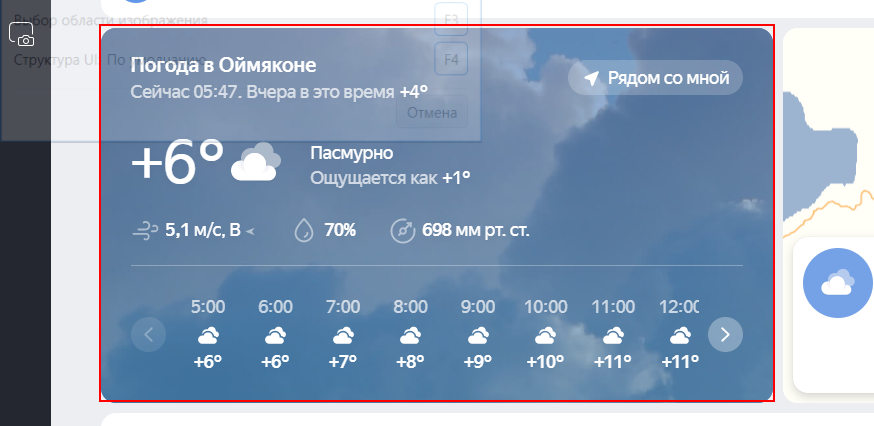 Выбор области изображения
F3
Структура UI: По умолчанию
F4
Отмена
Погода в Оймяконе
Сейчас 05:47. Вчера в это время +4°
Рядом со мной
+6°
Пасмурно
Ощущается как +1°
5,1 м/с, В
70%
698 мм рт. ст.
5:00 6:00 7:00 8:00 9:00 10:00 11:00 12:00
+6° +6° +7° +8° +9° +10° +11° +11°